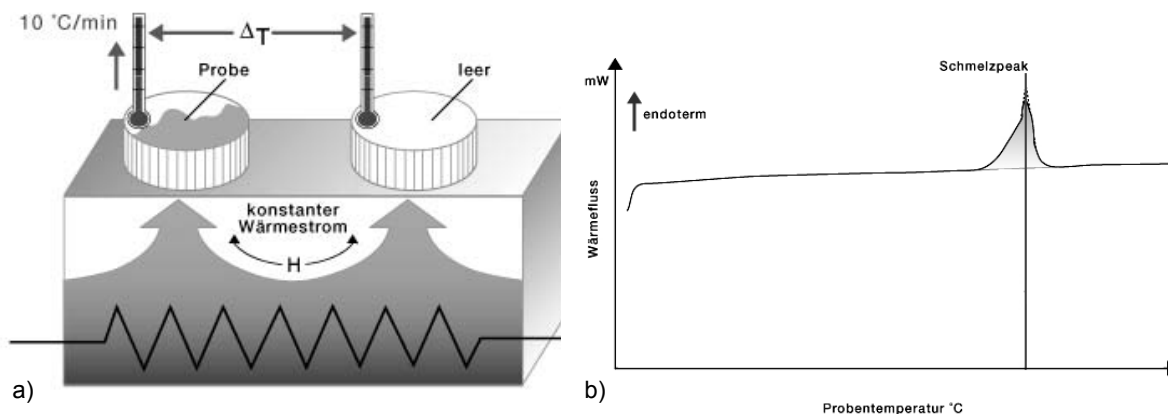 10 °C/min
ΔT
Probe
leer
konstanter
Wärmestrom
H
a)
Schmelzpeak
mW
endoterm
Wärmefluss
Probentemperatur °C
b)